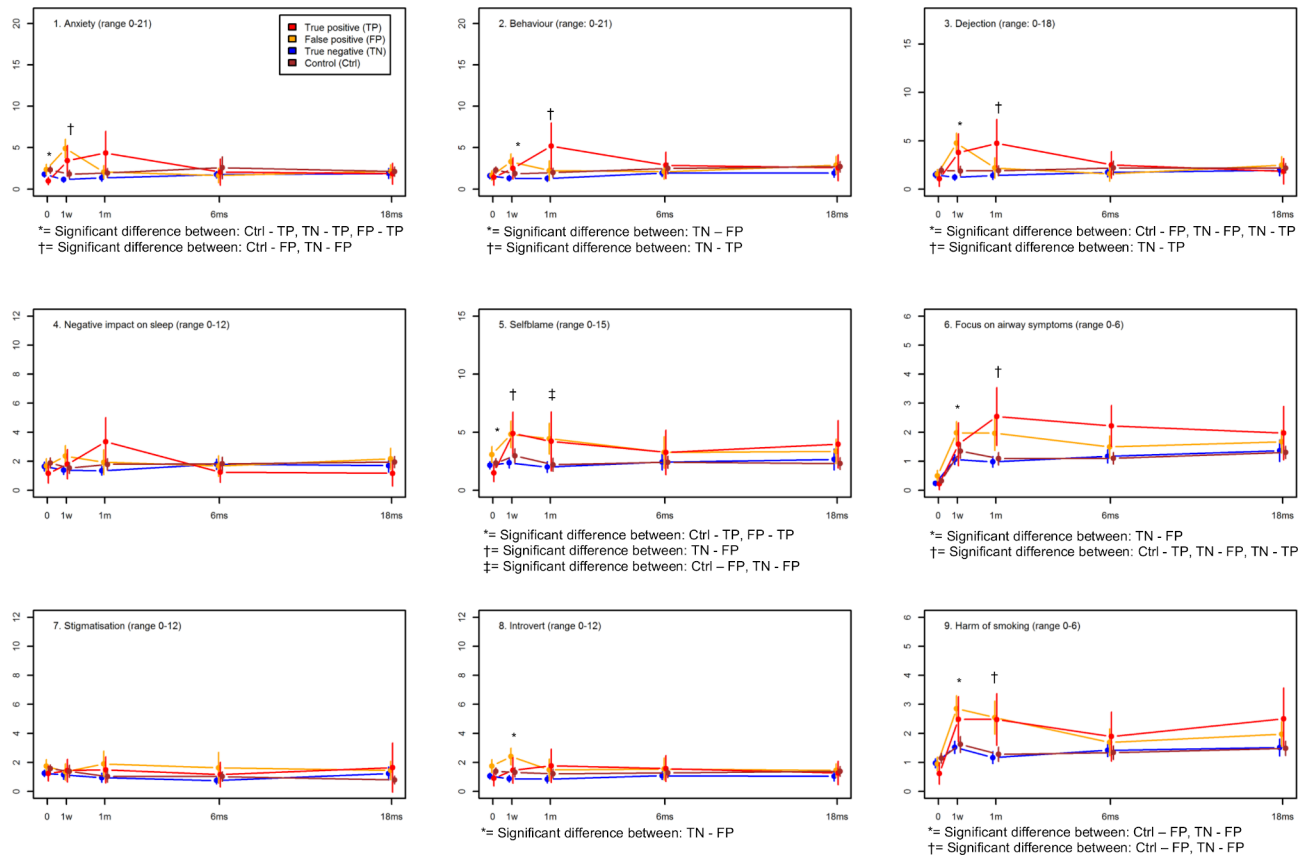 1. Anxiety (range 0-21)
True positive (TP)
False positive (FP)
True negative (TN)
Control (Ctrl)
20
15
10
5
0
*
†
0 1w 1m 6ms 18ms
*= Significant difference between: Ctrl - TP, TN - TP, FP - TP
†= Significant difference between: Ctrl - FP, TN - FP
2. Behaviour (range: 0-21)
20
15
10
5
0
*
†
0 1w 1m 6ms 18ms
*= Significant difference between: TN – FP
†= Significant difference between: TN - TP
3. Dejection (range: 0-18)
15
10
5
0
*
†
0 1w 1m 6ms 18ms
*= Significant difference between: Ctrl - FP, TN - FP, TN - TP
†= Significant difference between: TN - TP
4. Negative impact on sleep (range 0-12)
12
10
8
6
4
2
0
0 1w 1m 6ms 18ms
5. Selfblame (range 0-15)
15
10
5
0
*
†
‡
0 1w 1m 6ms 18ms
*= Significant difference between: Ctrl - TP, FP - TP
†= Significant difference between: TN - FP
‡= Significant difference between: Ctrl – FP, TN - FP
6. Focus on airway symptoms (range 0-6)
6
5
4
3
2
1
0
*
†
0 1w 1m 6ms 18ms
*= Significant difference between: TN - FP
†= Significant difference between: Ctrl - TP, TN - FP, TN - TP
7. Stigmatisation (range 0-12)
12
10
8
6
4
2
0
0 1w 1m 6ms 18ms
8. Introvert (range 0-12)
12
10
8
6
4
2
0
*
0 1w 1m 6ms 18ms
*= Significant difference between: TN - FP
9. Harm of smoking (range 0-6)
6
5
4
3
2
1
0
*
†
0 1w 1m 6ms 18ms
*= Significant difference between: Ctrl – FP, TN - FP
†= Significant difference between: Ctrl – FP, TN - FP